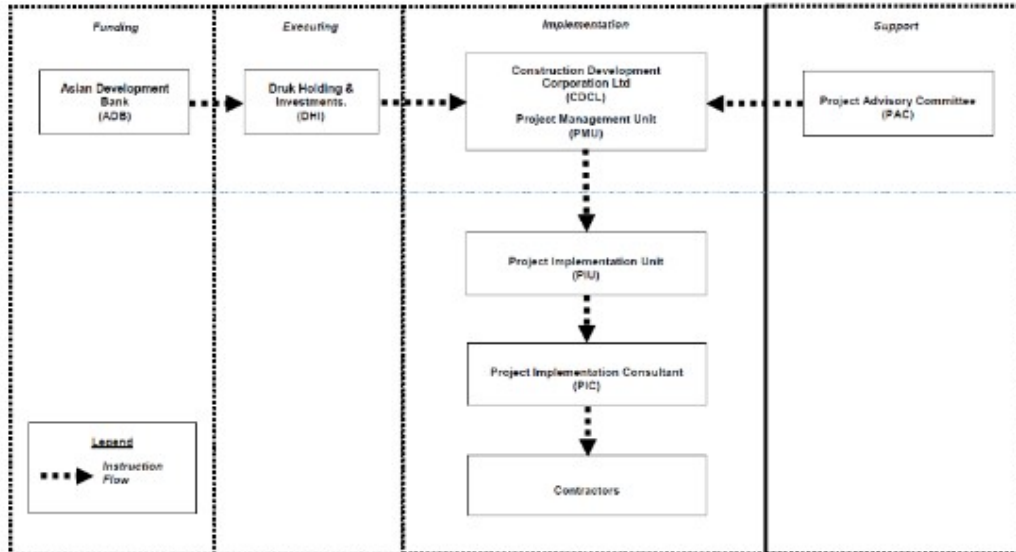 Funding
Executing
Implementation
Support
Asian Development
Bank
(ADB)
Druk Holding &
Investments.
(DHI)
Construction Development
Corporation Ltd
(CDCL)
Project Management Unit
(PMU)
Project Advisory Committee
(PAC)
Project Implementation Unit
(PIU)
Project Implementation Consultant
(PIC)
Contractors
Legend
Instruction
Flow